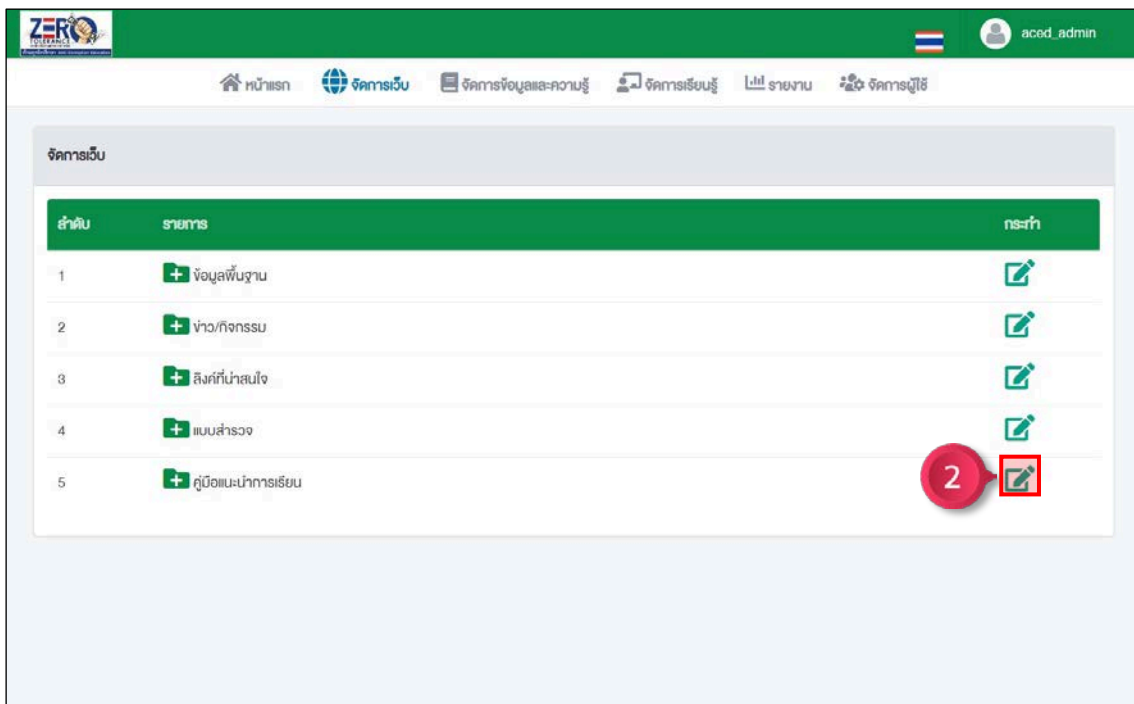 ZERO
TOLERANCE
aced_admin
หน้าแรก จัดการเว็บ จัดการข้อมูลและความรู้ จัดการเรียนรู้ รายงาน จัดการผู้ใช้
จัดการเว็บ
ลำดับ รายการ กระทำ
1 ข้อมูลพื้นฐาน
2 ข่าว/กิจกรรม
3 ลิงค์ที่น่าสนใจ
4 แบบสำรวจ
5 คู่มือแนะนำการเรียน 2